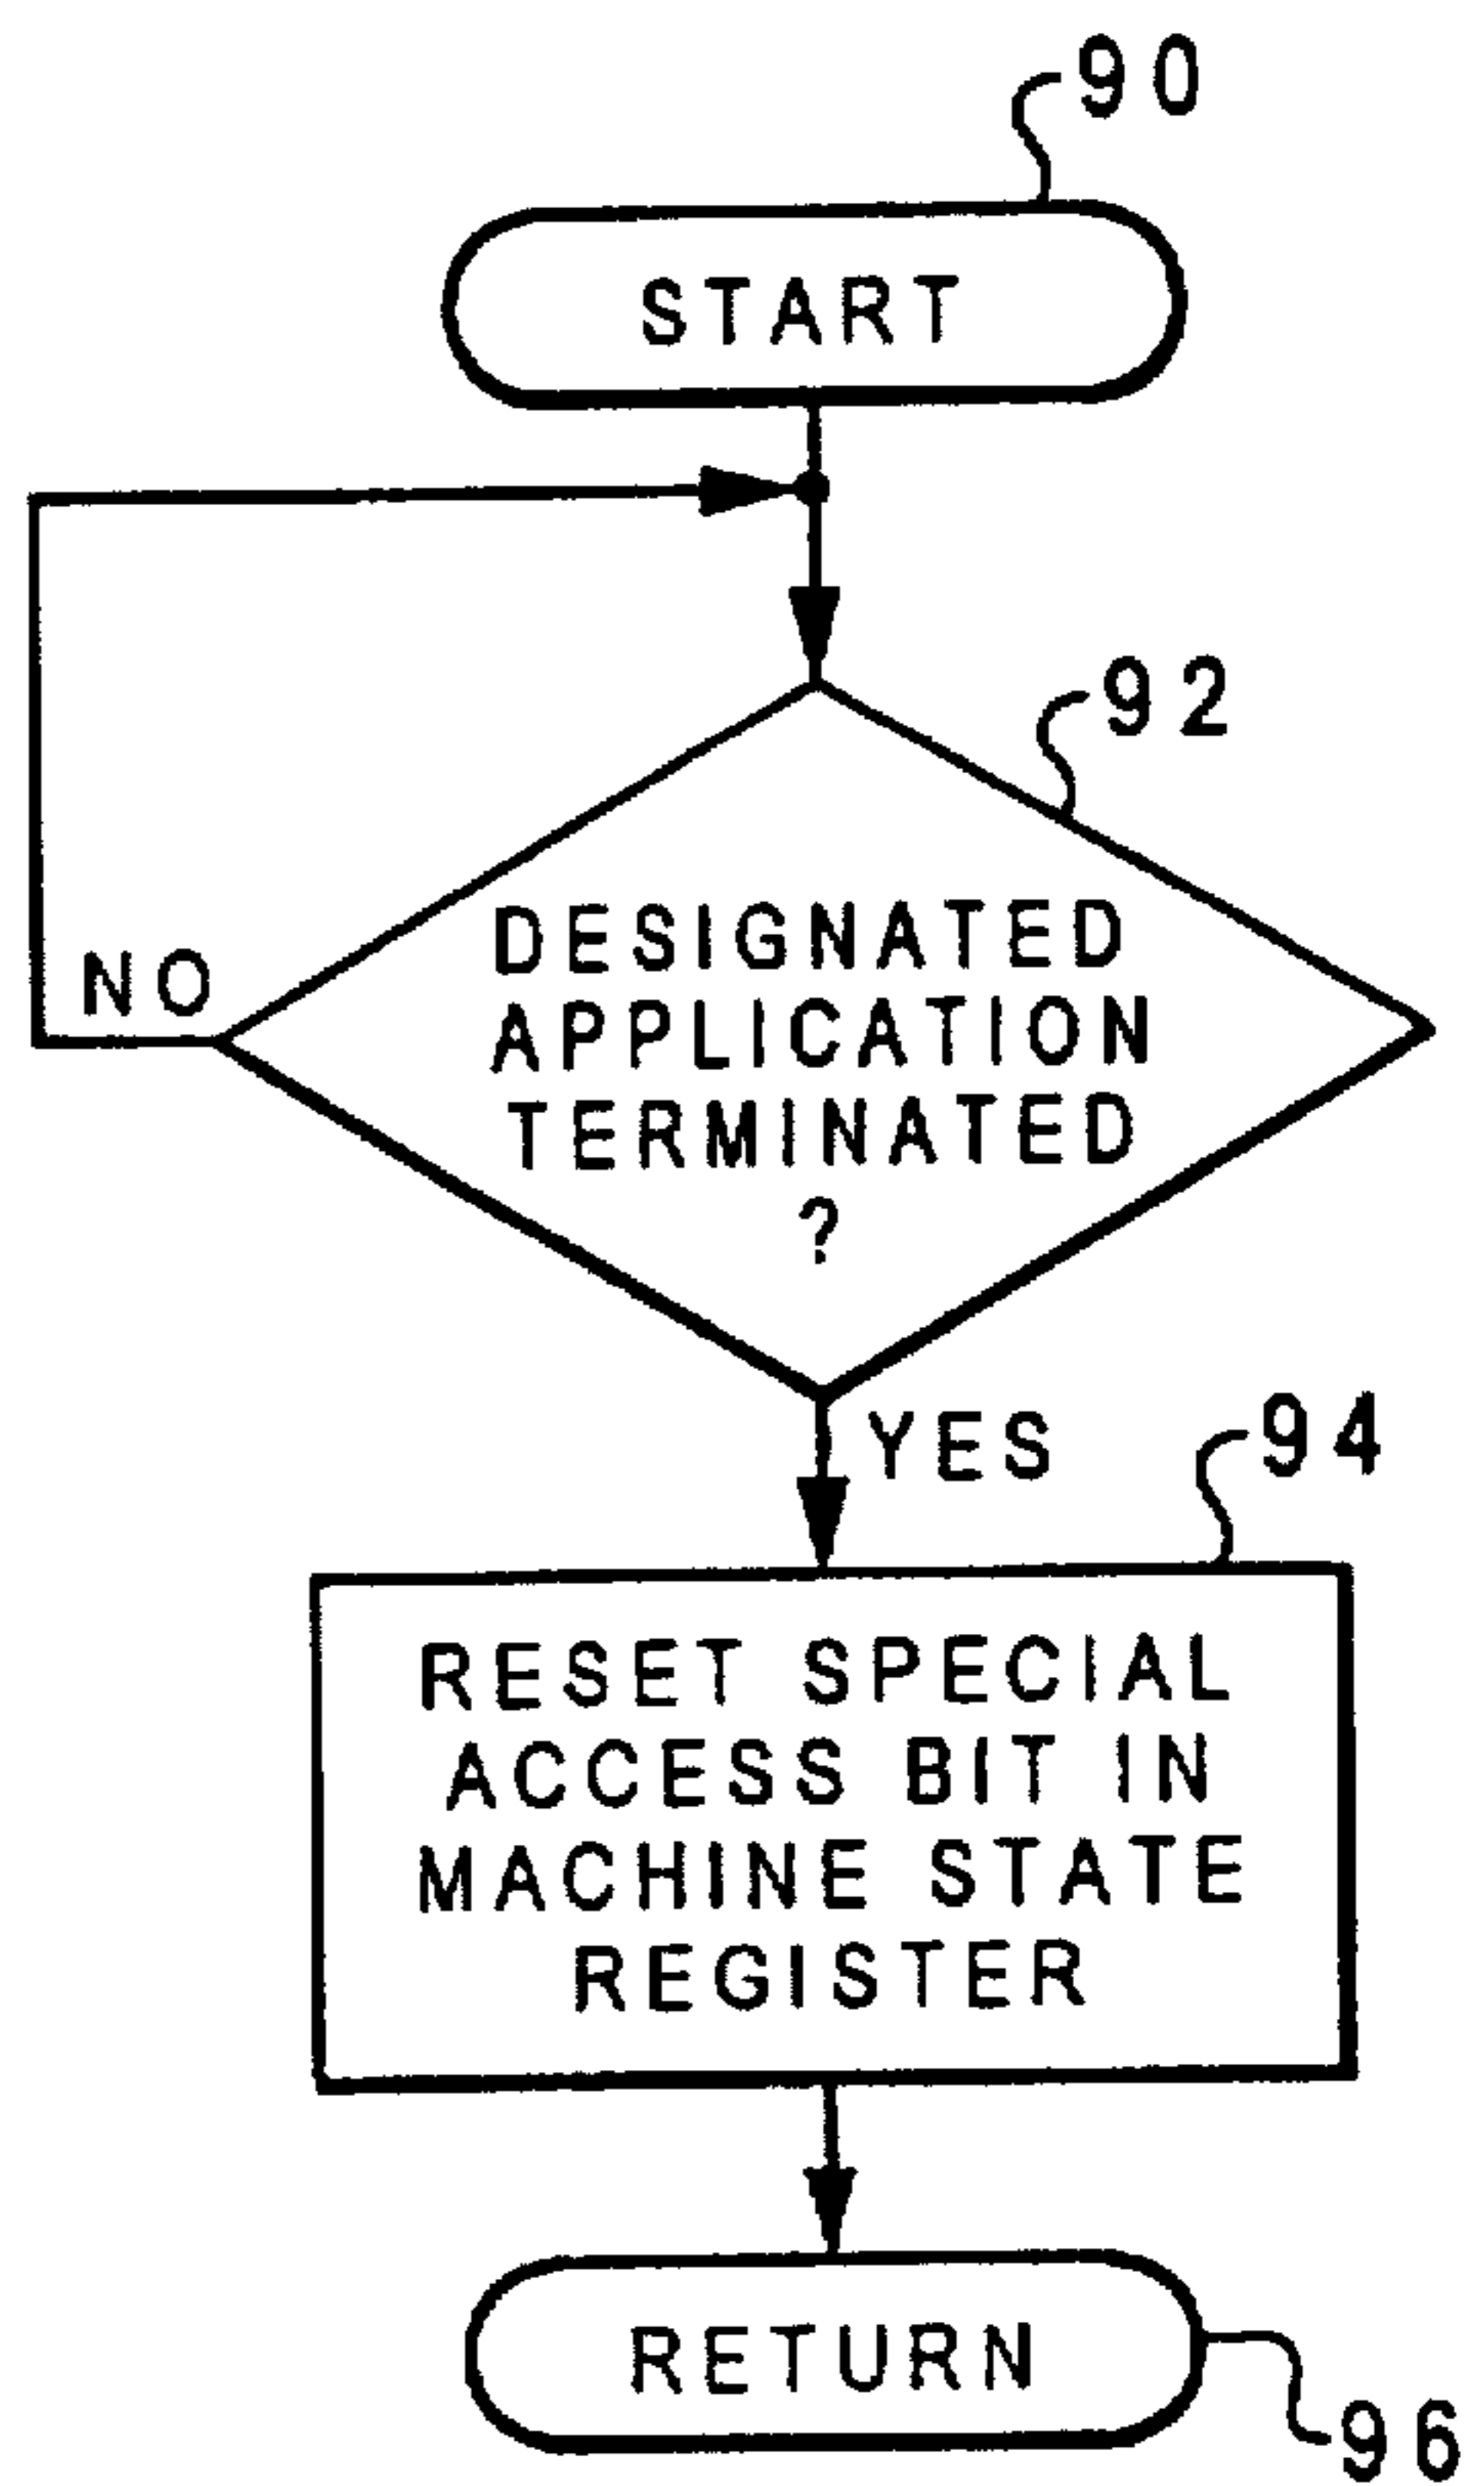 90
START
92
DESIGNATED
APPLICATION
TERMINATED
?
NO
YES
94
RESET SPECIAL
ACCESS BIT IN
MACHINE STATE
REGISTER
RETURN
96